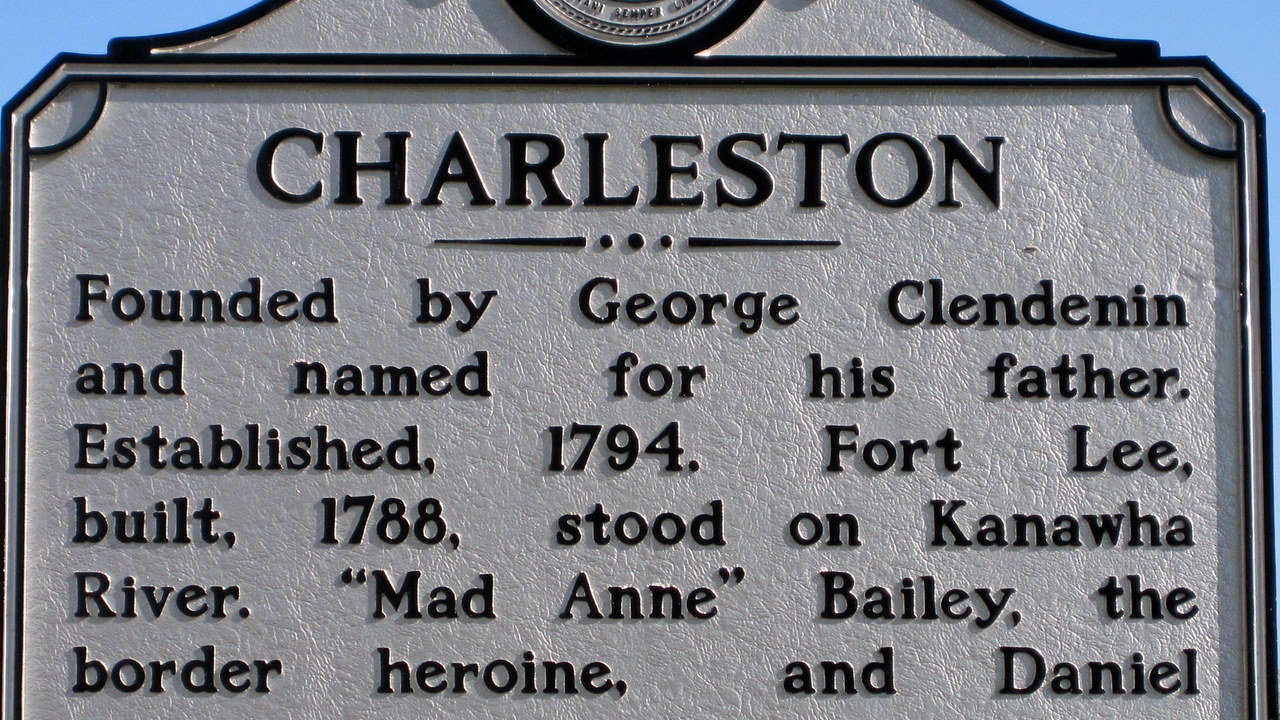 SEMPER
CHARLESTON
Founded by George Clendenin
and named for his father.
Established, 1794. Fort Lee,
built, 1788, stood on Kanawha
River. “Mad Anne” Bailey, the
border heroine, and Daniel